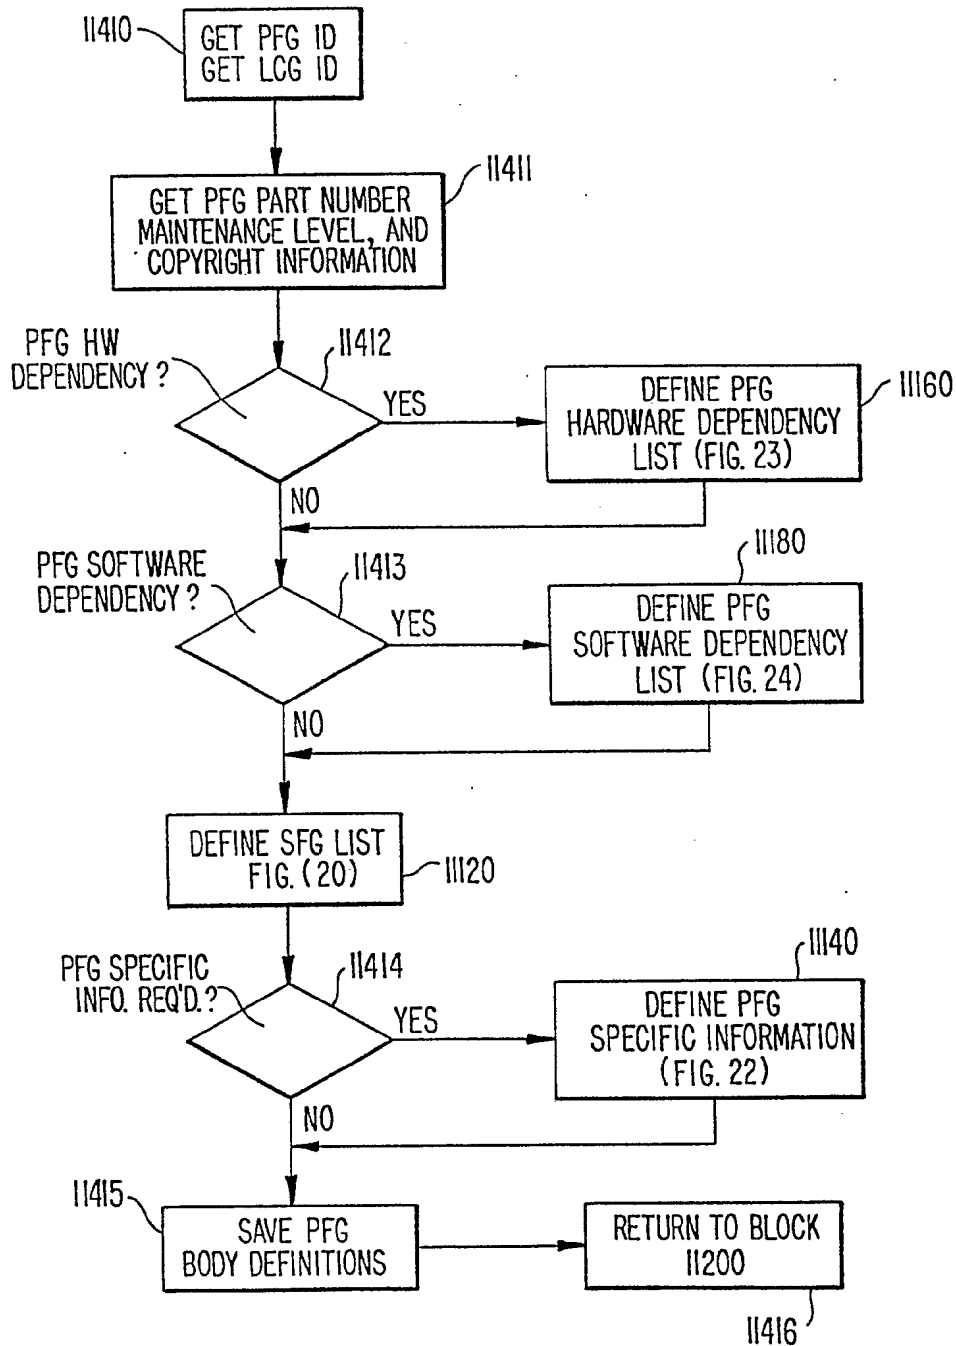 11410
GET PFG ID
GET LCG ID
11411
GET PFG PART NUMBER
MAINTENANCE LEVEL, AND
COPYRIGHT INFORMATION
PFG HW
DEPENDENCY ?
11412
YES
DEFINE PFG
HARDWARE DEPENDENCY
LIST (FIG. 23)
11160
NO
PFG SOFTWARE
DEPENDENCY ?
11413
YES
11180
DEFINE PFG
SOFTWARE DEPENDENCY
LIST (FIG. 24)
NO
DEFINE SFG LIST
FIG. (20)
11120
PFG SPECIFIC
INFO. REQ'D. ?
11414
YES
11140
DEFINE PFG
SPECIFIC INFORMATION
(FIG. 22)
NO
11415
SAVE PFG
BODY DEFINITIONS
RETURN TO BLOCK
11200
11416